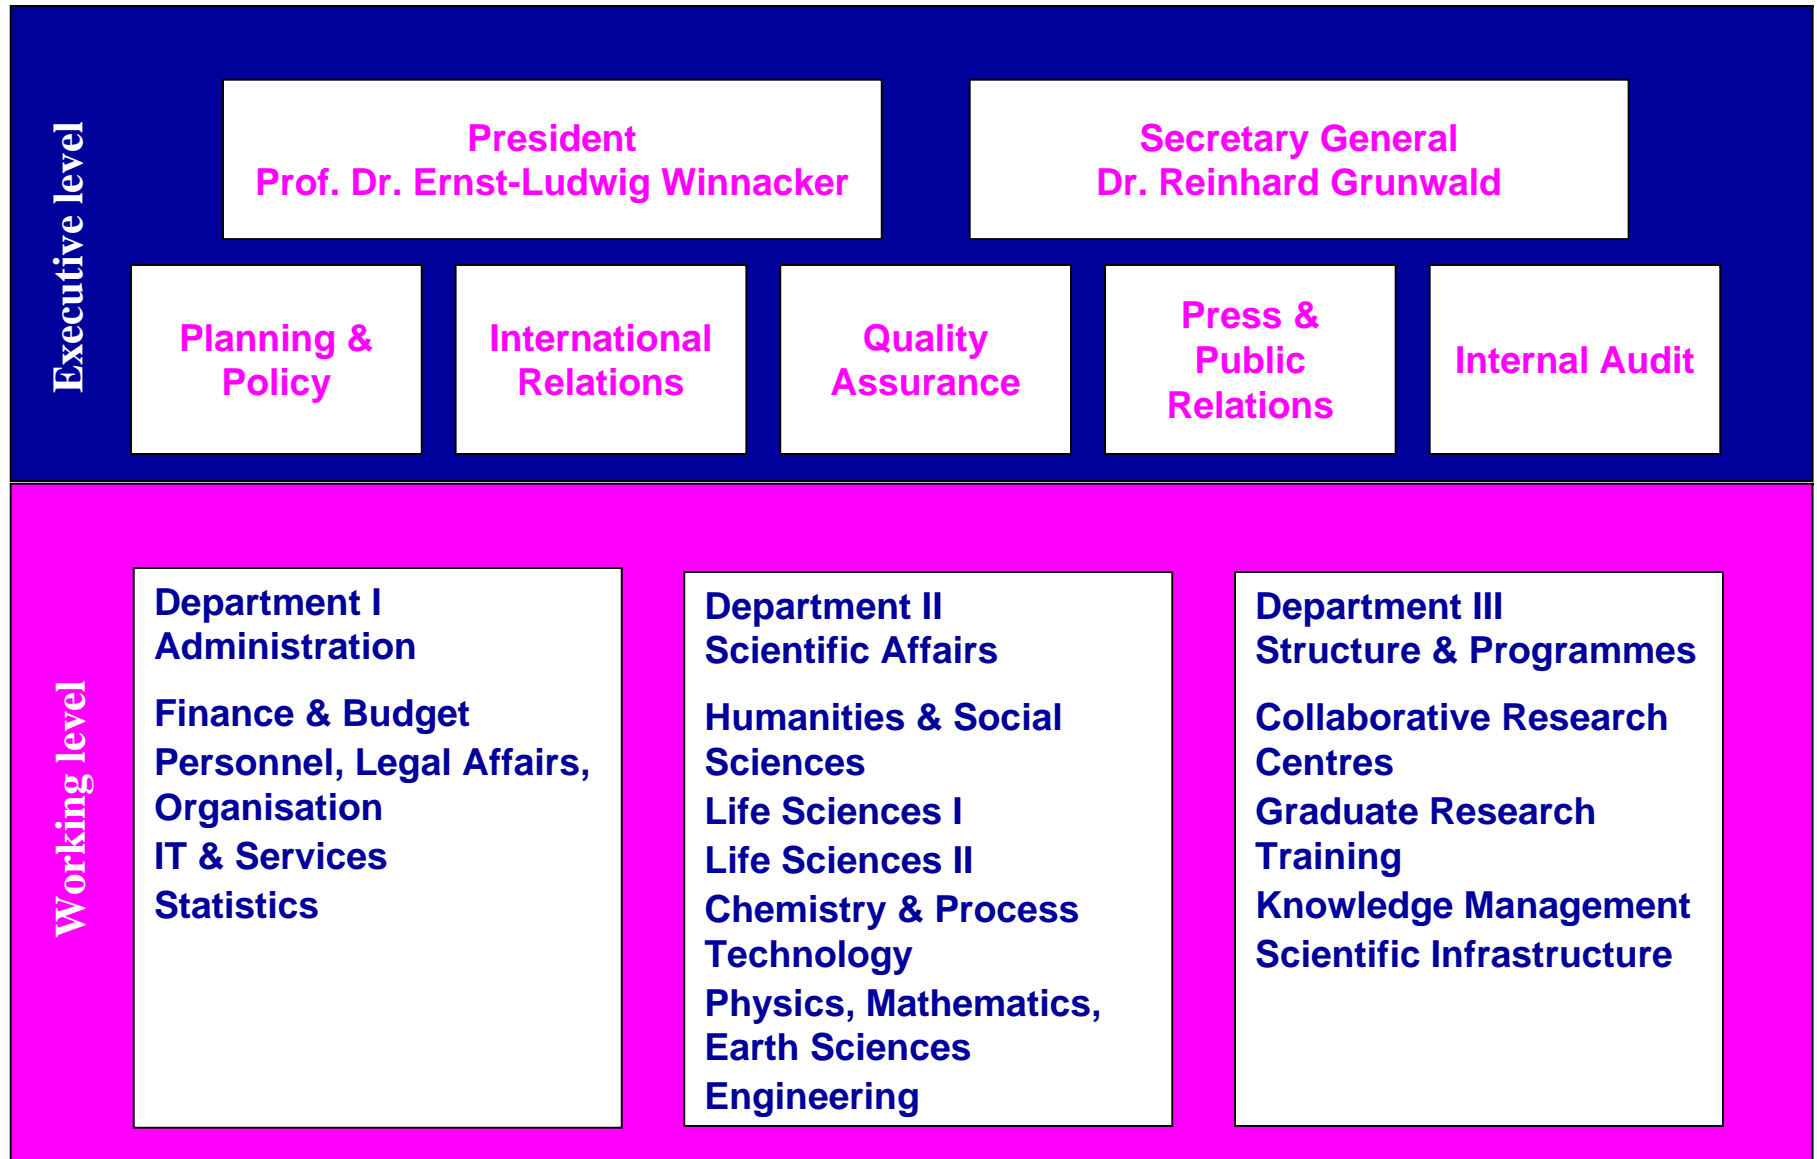 Executive level
President
Prof. Dr. Ernst-Ludwig Winnacker
Secretary General
Dr. Reinhard Grunwald
Planning &
Policy
International
Relations
Quality
Assurance
Press &
Public
Relations
Internal Audit
Working level
Department I
Administration
Finance & Budget
Personnel, Legal Affairs,
Organisation
IT & Services
Statistics
Department II
Scientific Affairs
Humanities & Social
Sciences
Life Sciences I
Life Sciences II
Chemistry & Process
Technology
Physics, Mathematics,
Earth Sciences
Engineering
Department III
Structure & Programmes
Collaborative Research
Centres
Graduate Research
Training
Knowledge Management
Scientific Infrastructure